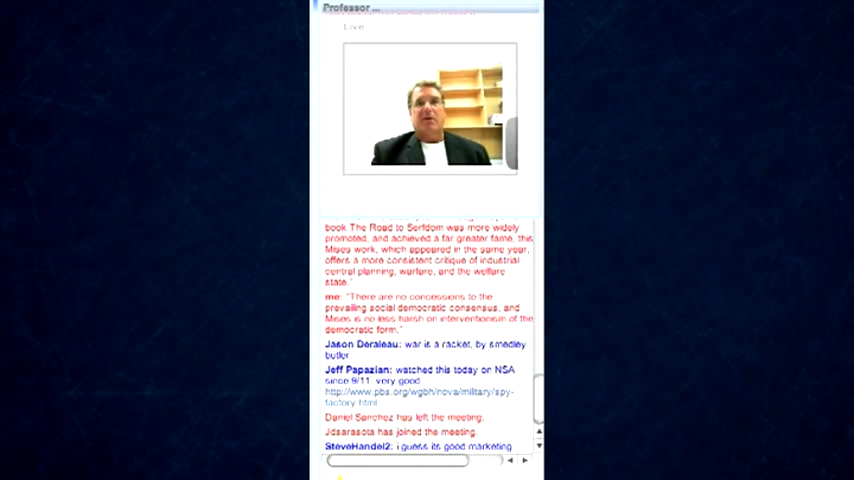 Professor ...
Live
book The Road to Serfdom was more widely
promoted, and achieved a far greater fame, this
Mises work, which appeared in the same year,
offers a more consistent critique of industrial
central planning, warfare, and the welfare
state."
me: "There are no concessions to the
prevailing social democratic consensus, and
Mises is no less harsh on interventionism of the
democratic form."
Jason Deraleau: war is a racket, by smedley
butler
Jeff Papazian: watched this today on NSA
since 9/11. very good
http://www.pbs.org/wgbh/nova/military/spy-
factory.html
Daniel Sanchez has left the meeting.
Jdsarasota has joined the meeting.
SteveHandel2: i guess its good marketing